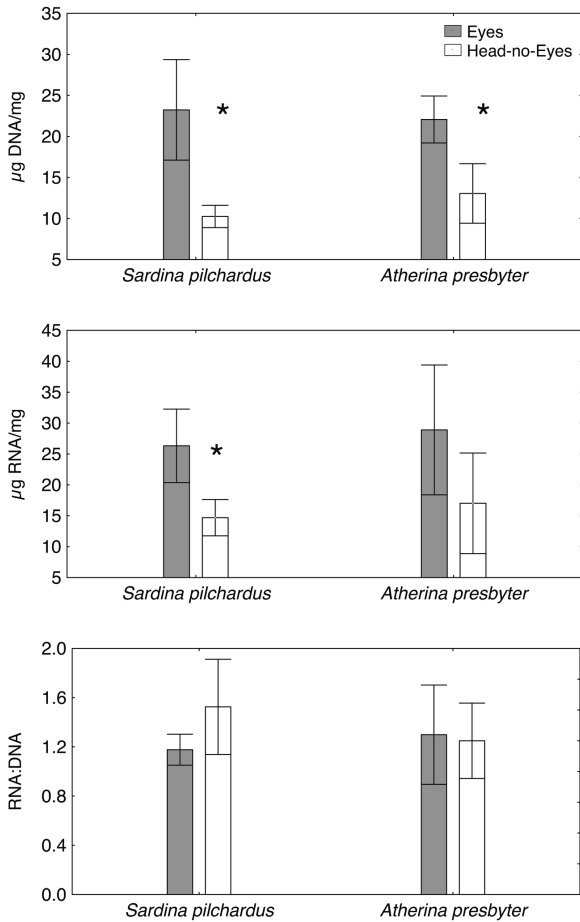 Eyes
Head-no-Eyes
µg DNA/mg
35
30
25
20
15
10
5
*
*
Sardina pilchardus
Atherina presbyter
µg RNA/mg
45
40
35
30
25
20
15
10
5
*
Sardina pilchardus
Atherina presbyter
RNA:DNA
2.0
1.6
1.2
0.8
0.4
0.0
Sardina pilchardus
Atherina presbyter